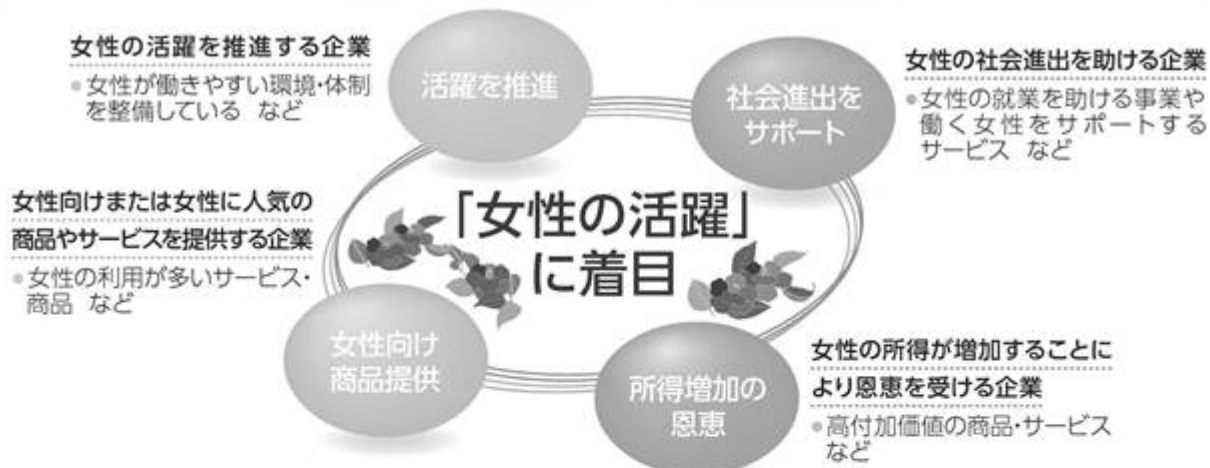 女性の活躍を推進する企業
●女性が働きやすい環境・体制
を整備している など
活躍を推進
社会進出を
サポート
女性の社会進出を助ける企業
●女性の就業を助ける事業や
働く女性をサポートする
サービス など
女性向けまたは女性に人気の
商品やサービスを提供する企業
●女性の利用が多いサービス・
商品 など
「女性の活躍」
に着目
女性向け
商品提供
所得増加の
恩恵
女性の所得が増加することに
より恩恵を受ける企業
●高付加価値の商品・サービス
など